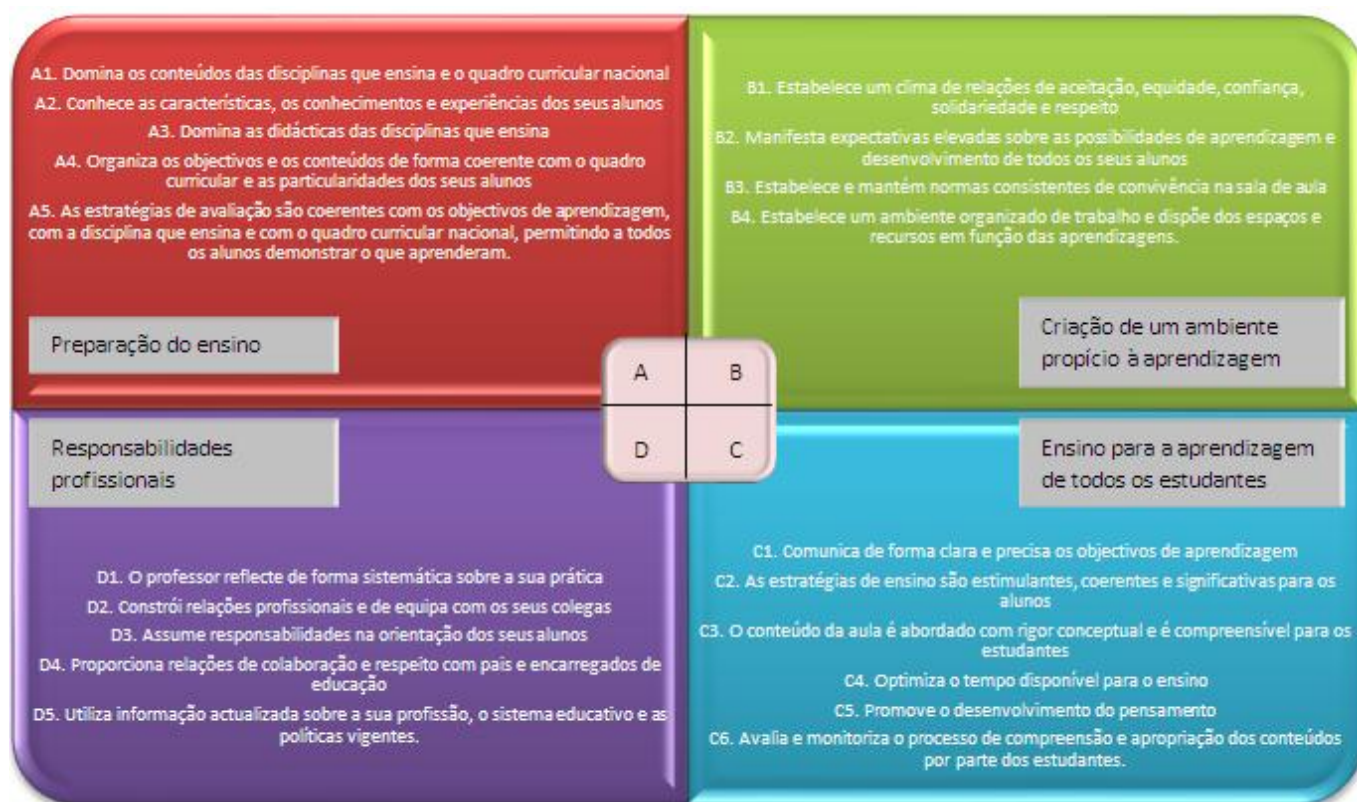 A1. Domina os conteúdos das disciplinas que ensina e o quadro curricular nacional
A2. Conhece as características, os conhecimentos e experiências dos seus alunos
A3. Domina as didácticas das disciplinas que ensina
A4. Organiza os objectivos e os conteúdos de forma coerente com o quadro
curricular e as particularidades dos seus alunos
A5. As estratégias de avaliação são coerentes com os objectivos de aprendizagem,
com a disciplina que ensina e com o quadro curricular nacional, permitindo a todos
os alunos demonstrar o que aprenderam.
Preparação do ensino
B1. Estabelece um clima de relações de aceitação, equidade, confiança,
solidariedade e respeito
B2. Manifesta expectativas elevadas sobre as possibilidades de aprendizagem e
desenvolvimento de todos os seus alunos
B3. Estabelece e mantém normas consistentes de convivência na sala de aula
B4. Estabelece um ambiente organizado de trabalho e dispõe dos espaços e
recursos em função das aprendizagens.
Criação de um ambiente
propício à aprendizagem
A B
D C
Responsabilidades
profissionais
D1. O professor reflecte de forma sistemática sobre a sua prática
D2. Constrói relações profissionais e de equipa com os seus colegas
D3. Assume responsabilidades na orientação dos seus alunos
D4. Proporciona relações de colaboração e respeito com pais e encarregados de
educação
D5. Utiliza informação actualizada sobre a sua profissão, o sistema educativo e as
políticas vigentes.
Ensino para a aprendizagem
de todos os estudantes
C1. Comunica de forma clara e precisa os objectivos de aprendizagem
C2. As estratégias de ensino são estimulantes, coerentes e significativas para os
alunos
C3. O conteúdo da aula é abordado com rigor conceptual e é compreensível para os
estudantes
C4. Optimiza o tempo disponível para o ensino
C5. Promove o desenvolvimento do pensamento
C6. Avalia e monitoriza o processo de compreensão e apropriação dos conteúdos
por parte dos estudantes.